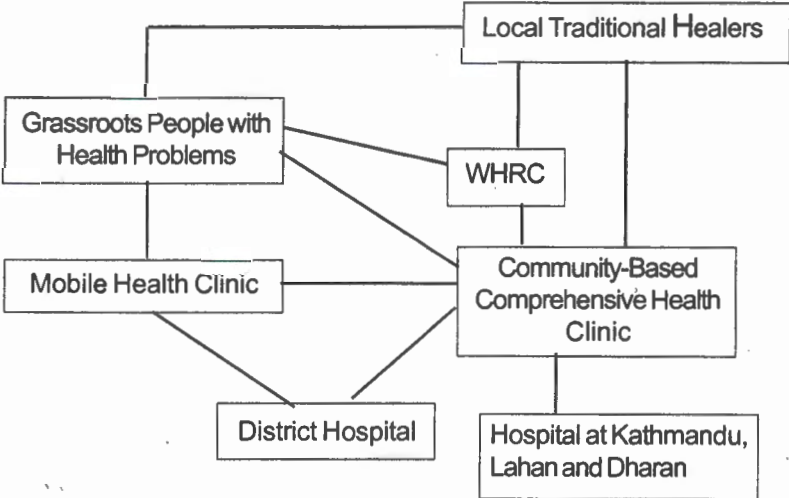 Local Traditional Healers
Grassroots People with
Health Problems
WHRC
Mobile Health Clinic
Community-Based
Comprehensive Health
Clinic
District Hospital
Hospital at Kathmandu,
Lahan and Dharan